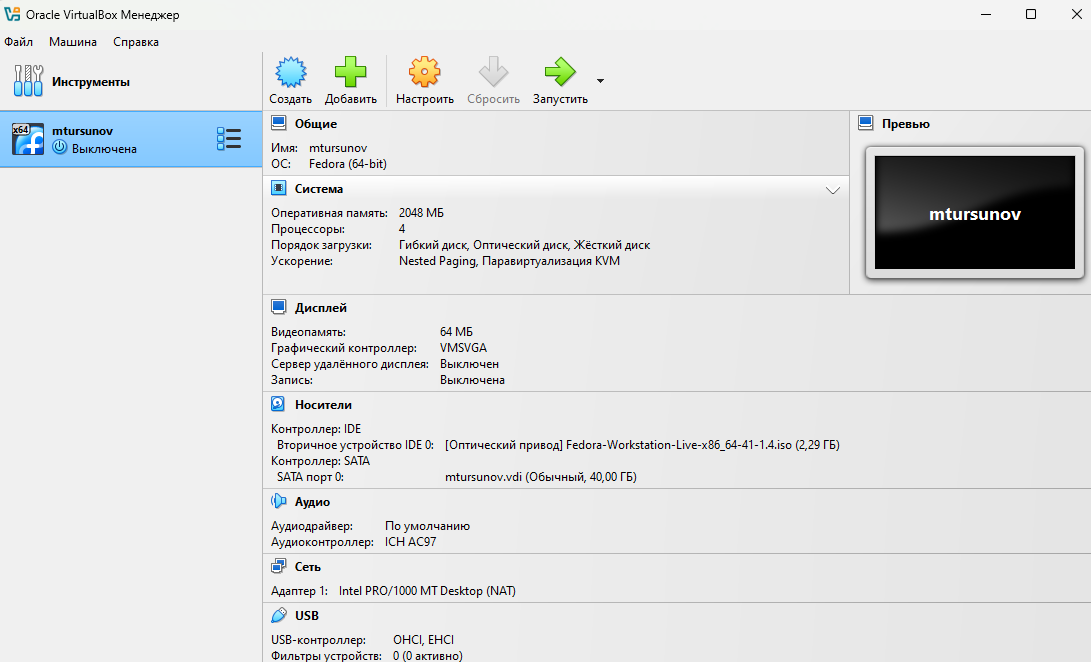 Oracle VirtualBox Менеджер
Файл Машина Справка
Инструменты
Создать Добавить Настроить Сбросить Запустить
x64
mtursunov
Выключена
Общие
Имя: mtursunov
ОС: Fedora (64-bit)
Превью
mtursunov
Система
Оперативная память: 2048 МБ
Процессоры: 4
Порядок загрузки: Гибкий диск, Оптический диск, Жёсткий диск
Ускорение: Nested Paging, Паравиртуализация KVM
Дисплей
Видеопамять: 64 МБ
Графический контроллер: VMSVGA
Сервер удалённого дисплея: Выключен
Запись: Выключена
Носители
Контроллер: IDE
Вторичное устройство IDE 0: [Оптический привод] Fedora-Workstation-Live-x86_64-41-1.4.iso (2,29 ГБ)
Контроллер: SATA
SATA порт 0: mtursunov.vdi (Обычный, 40,00 ГБ)
Аудио
Аудиодрайвер: По умолчанию
Аудиоконтроллер: ICH AC97
Сеть
Адаптер 1: Intel PRO/1000 MT Desktop (NAT)
USB
USB-контроллер: OHCI, EHCI
Фильтры устройств: 0 (0 активно)